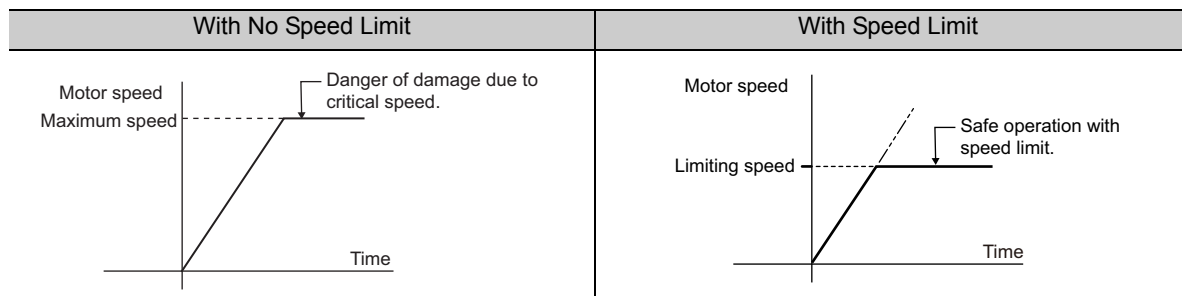 With No Speed Limit
With Speed Limit
Motor speed
Maximum speed
Danger of damage due to
critical speed.
Time
Motor speed
Limiting speed
Safe operation with
speed limit.
Time